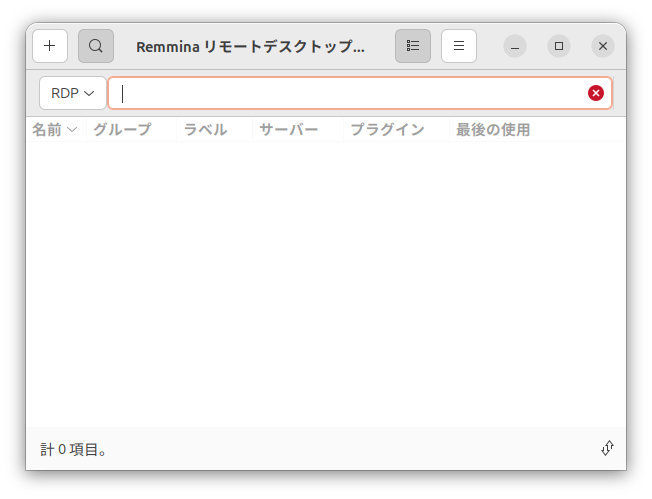 Remmina リモートデスクトップ...
RDP
名前 グループ ラベル サーバー プラグイン 最後の使用
計 0 項目。